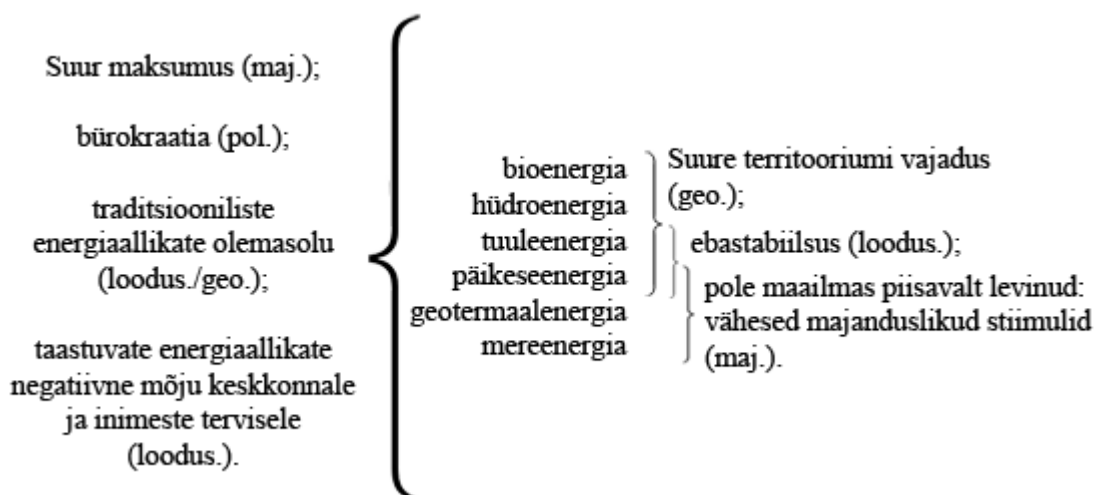 Suur maksumus (maj.);
bürokraatia (pol.);
traditsiooniliste
energiaallikate olemasolu
(loodus./geo.);
taastuvate energiaallikate
negatiivne mõju keskkonnale
ja inimeste tervisele
(loodus.).
bioenergia
hüdroenergia
tuuleenergia
päikeseenergia
geotermaalenergia
mereenergia
Suure territooriumi vajadus
(geo.);
ebastabiilsus (loodus.);
pole maailmas piisavalt levinud:
vähesed majanduslikud stiimulid
(maj.).